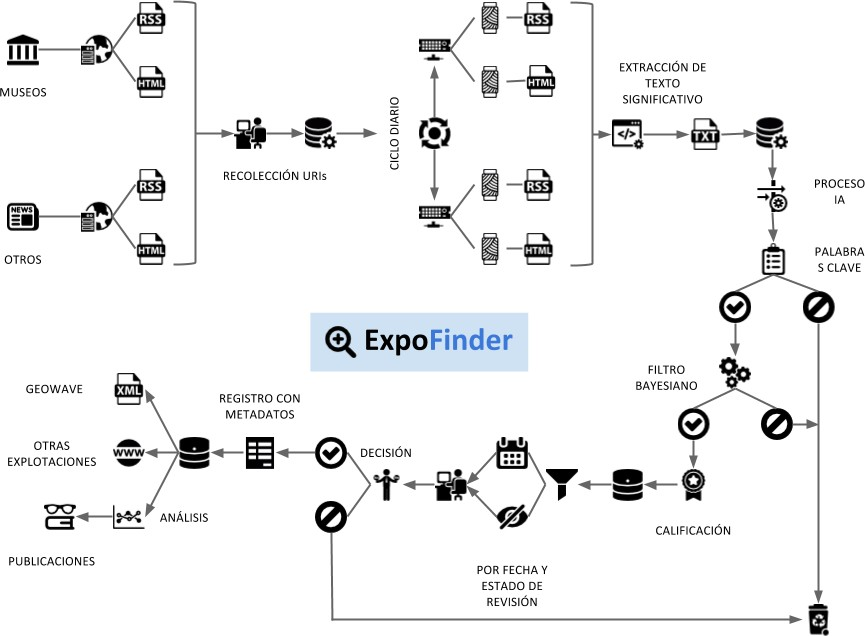 RSS
HTML
MUSEOS
RSS
HTML
NEWS
OTROS
RECOLECCIÓN URIs
CICLO DIARIO
RSS
HTML
RSS
HTML
EXTRACCIÓN DE
TEXTO
SIGNIFICATIVO
</>
TXT
PROCESO
IA
PALABRA
S CLAVE
ExpoFinder
FILTRO
BAYESIANO
CALIFICACIÓN
POR FECHA Y
ESTADO DE
REVISIÓN
DECISIÓN
REGISTRO CON
METADATOS
GEOWAVE
XML
OTRAS
EXPLOTACIONES
WWW
ANÁLISIS
PUBLICACIONES